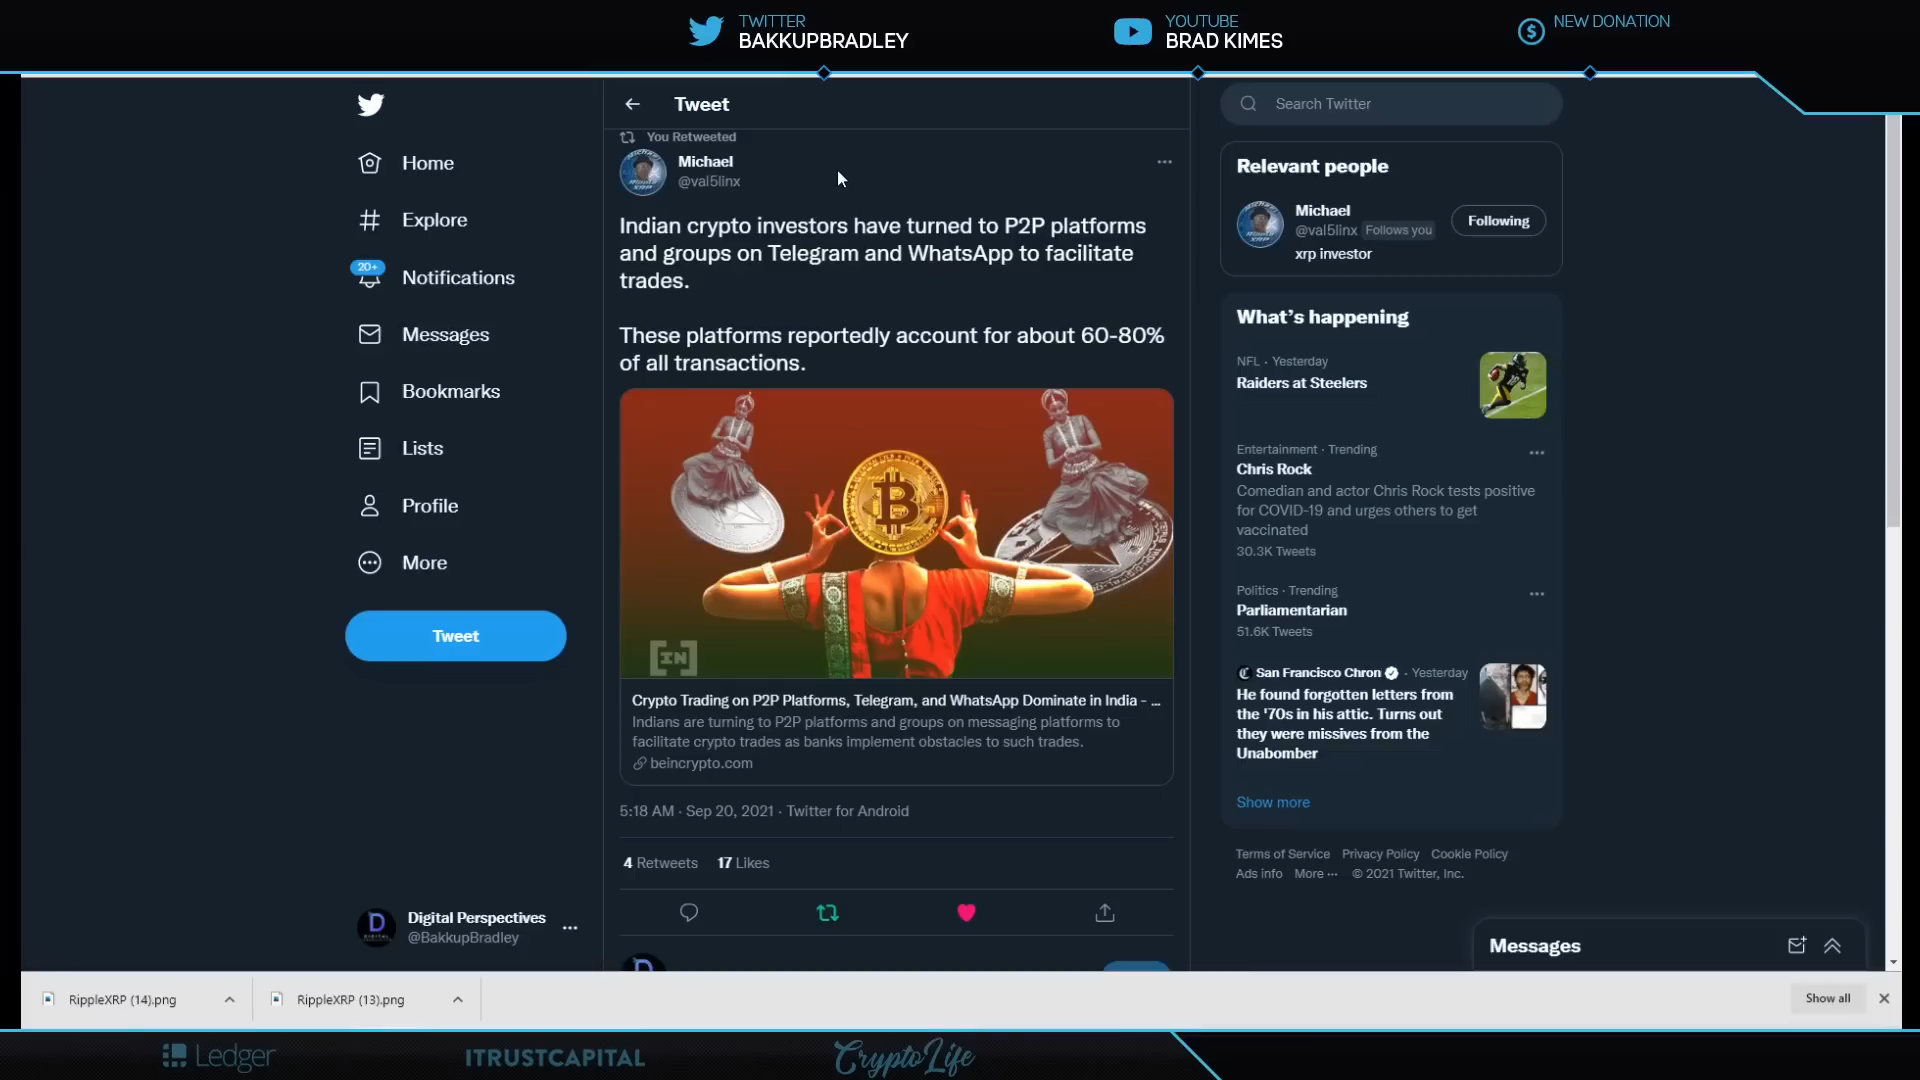 TWITTER
BAKKUPBRADLEY
YOUTUBE
BRAD KIMES
NEW DONATION
Home
Explore
20+
Notifications
Messages
Bookmarks
Lists
Profile
More
Tweet
Digital Perspectives
@BakkupBradley
Tweet
You Retweeted
Michael
@val5linx
Indian crypto investors have turned to P2P platforms
and groups on Telegram and WhatsApp to facilitate
trades.
These platforms reportedly account for about 60-80%
of all transactions.
IN
Crypto Trading on P2P Platforms, Telegram, and WhatsApp Dominate in India - ...
Indians are turning to P2P platforms and groups on messaging platforms to
facilitate crypto trades as banks implement obstacles to such trades.
beincrypto.com
5:18 AM · Sep 20, 2021 · Twitter for Android
4 Retweets 17 Likes
Search Twitter
Relevant people
Michael
@val5linx Follows you
Following
xrp investor
What's happening
NFL · Yesterday
Raiders at Steelers
Entertainment · Trending
Chris Rock
Comedian and actor Chris Rock tests positive
for COVID-19 and urges others to get
vaccinated
30.3K Tweets
Politics · Trending
Parliamentarian
51.6K Tweets
San Francisco Chron · Yesterday
He found forgotten letters from
the '70s in his attic. Turns out
they were missives from the
Unabomber
Show more
Terms of Service Privacy Policy Cookie Policy
Ads info More ··· © 2021 Twitter, Inc.
Messages
RippleXRP (14).png
RippleXRP (13).png
Show all
Ledger
ITRUSTCAPITAL
CryptoLife